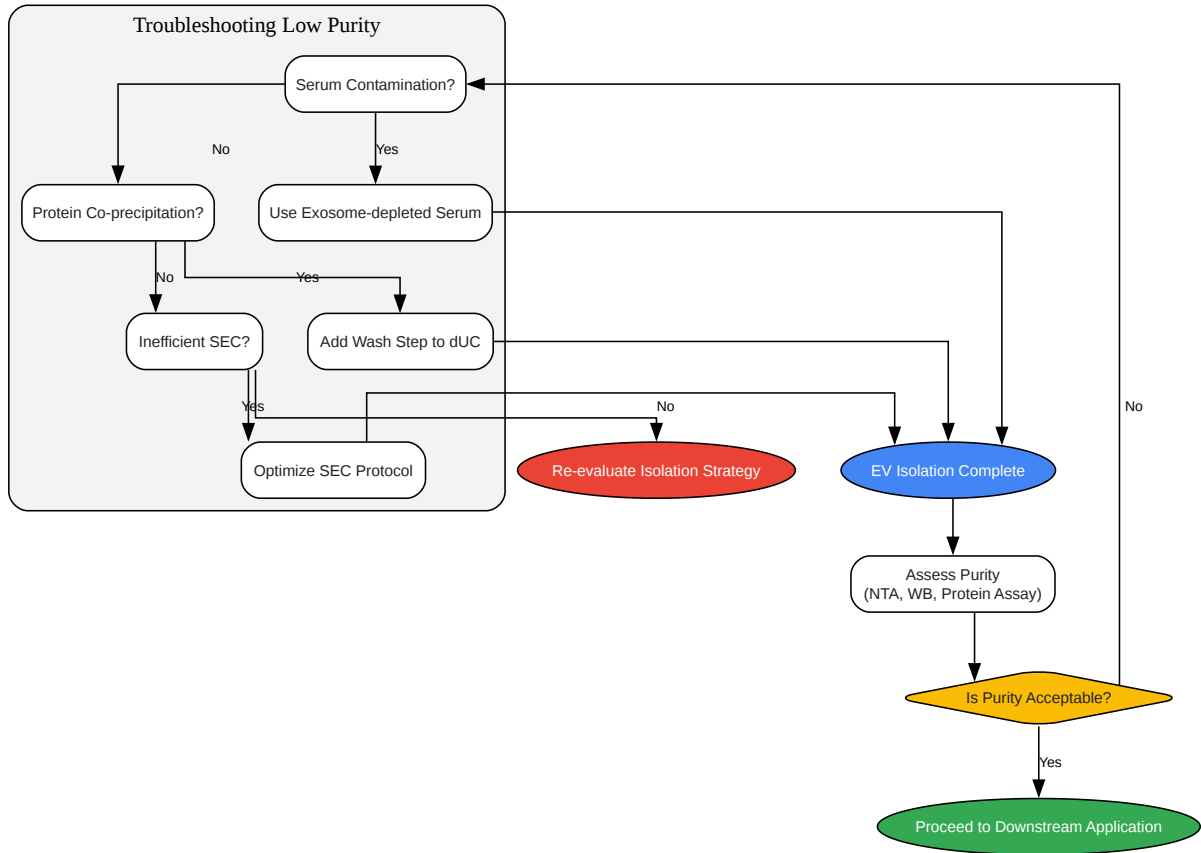 Troubleshooting Low Purity
Serum Contamination?
No
Yes
Protein Co-precipitation?
Use Exosome-depleted Serum
No
Yes
Inefficient SEC?
Add Wash Step to dUC
Yes
No
No
Optimize SEC Protocol
Re-evaluate Isolation Strategy
EV Isolation Complete
Assess Purity
(NTA, WB, Protein Assay)
Is Purity Acceptable?
Yes
Proceed to Downstream Application